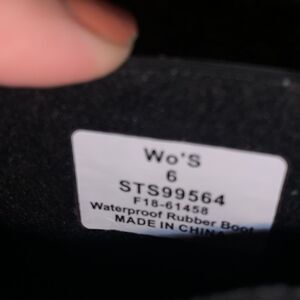 Wo'S
6
STS99564
F18-61458
Waterproof Rubber Boot
MADE IN CHINA